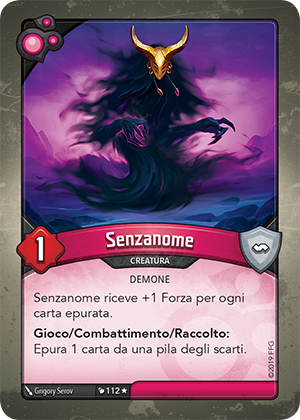 Senzanome
1
CREATURA
DEMONE
Senzanome riceve +1 Forza per ogni
carta epurata.
Gioco/Combattimento/Raccolto:
Epura 1 carta da una pila degli scarti.
©2019 FFG
Grigory Serov
112★